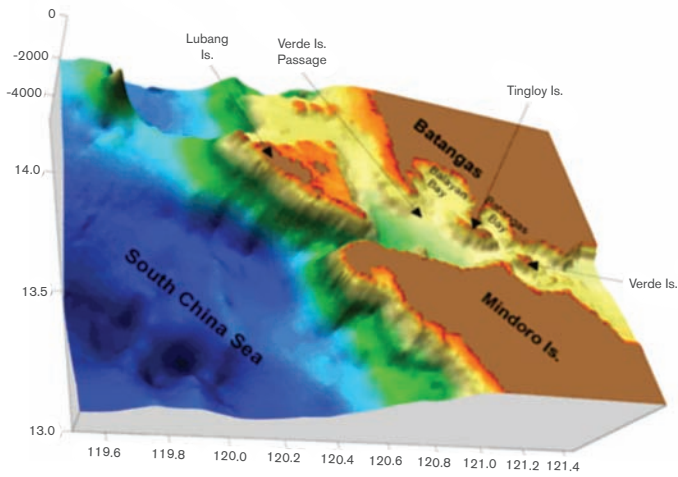 0
-2000
-4000
14.0
13.5
13.0
Lubang
Is.
Verde Is.
Passage
Tingloy Is.
Batangas
Balayan
Bay
Batangas
Bay
Verde Is.
Mindoro Is.
South China Sea
119.6
119.8
120.0
120.2
120.4
120.6
120.8
121.0
121.2
121.4